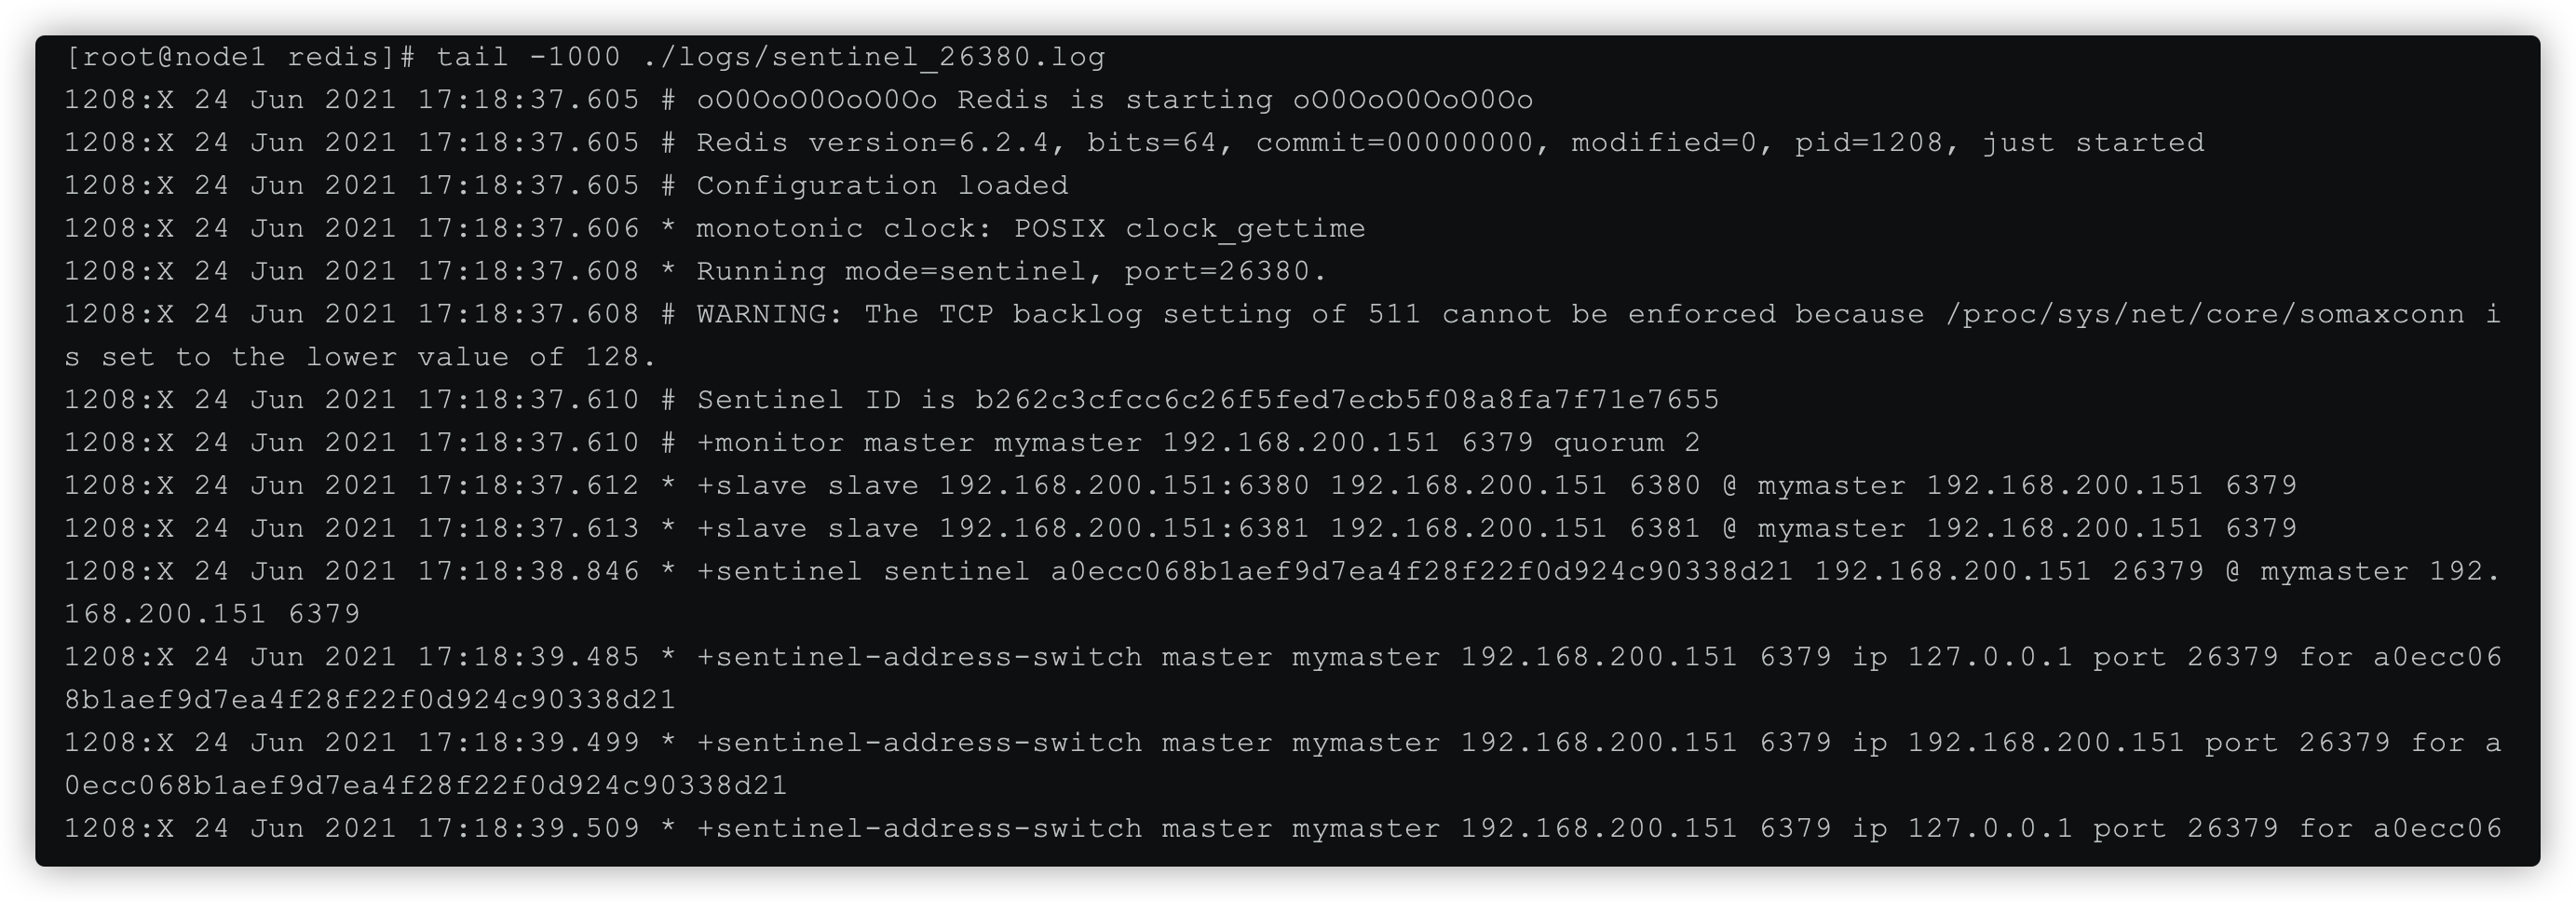 [root@node1 redis]# tail -1000 ./logs/sentinel_26380.log
1208:X 24 Jun 2021 17:18:37.605 # oO0OoO0OoO0Oo Redis is starting oO0OoO0OoO0Oo
1208:X 24 Jun 2021 17:18:37.605 # Redis version=6.2.4, bits=64, commit=00000000, modified=0, pid=1208, just started
1208:X 24 Jun 2021 17:18:37.605 # Configuration loaded
1208:X 24 Jun 2021 17:18:37.606 * monotonic clock: POSIX clock_gettime
1208:X 24 Jun 2021 17:18:37.608 * Running mode=sentinel, port=26380.
1208:X 24 Jun 2021 17:18:37.608 # WARNING: The TCP backlog setting of 511 cannot be enforced because /proc/sys/net/core/somaxconn i
s set to the lower value of 128.
1208:X 24 Jun 2021 17:18:37.610 # Sentinel ID is b262c3cfcc6c26f5fed7ecb5f08a8fa7f71e7655
1208:X 24 Jun 2021 17:18:37.610 # +monitor master mymaster 192.168.200.151 6379 quorum 2
1208:X 24 Jun 2021 17:18:37.612 * +slave slave 192.168.200.151:6380 192.168.200.151 6380 @ mymaster 192.168.200.151 6379
1208:X 24 Jun 2021 17:18:37.613 * +slave slave 192.168.200.151:6381 192.168.200.151 6381 @ mymaster 192.168.200.151 6379
1208:X 24 Jun 2021 17:18:38.846 * +sentinel sentinel a0ecc068b1aef9d7ea4f28f22f0d924c90338d21 192.168.200.151 26379 @ mymaster 192.
168.200.151 6379
1208:X 24 Jun 2021 17:18:39.485 * +sentinel-address-switch master mymaster 192.168.200.151 6379 ip 127.0.0.1 port 26379 for a0ecc06
8b1aef9d7ea4f28f22f0d924c90338d21
1208:X 24 Jun 2021 17:18:39.499 * +sentinel-address-switch master mymaster 192.168.200.151 6379 ip 192.168.200.151 port 26379 for a
0ecc068b1aef9d7ea4f28f22f0d924c90338d21
1208:X 24 Jun 2021 17:18:39.509 * +sentinel-address-switch master mymaster 192.168.200.151 6379 ip 127.0.0.1 port 26379 for a0ecc06